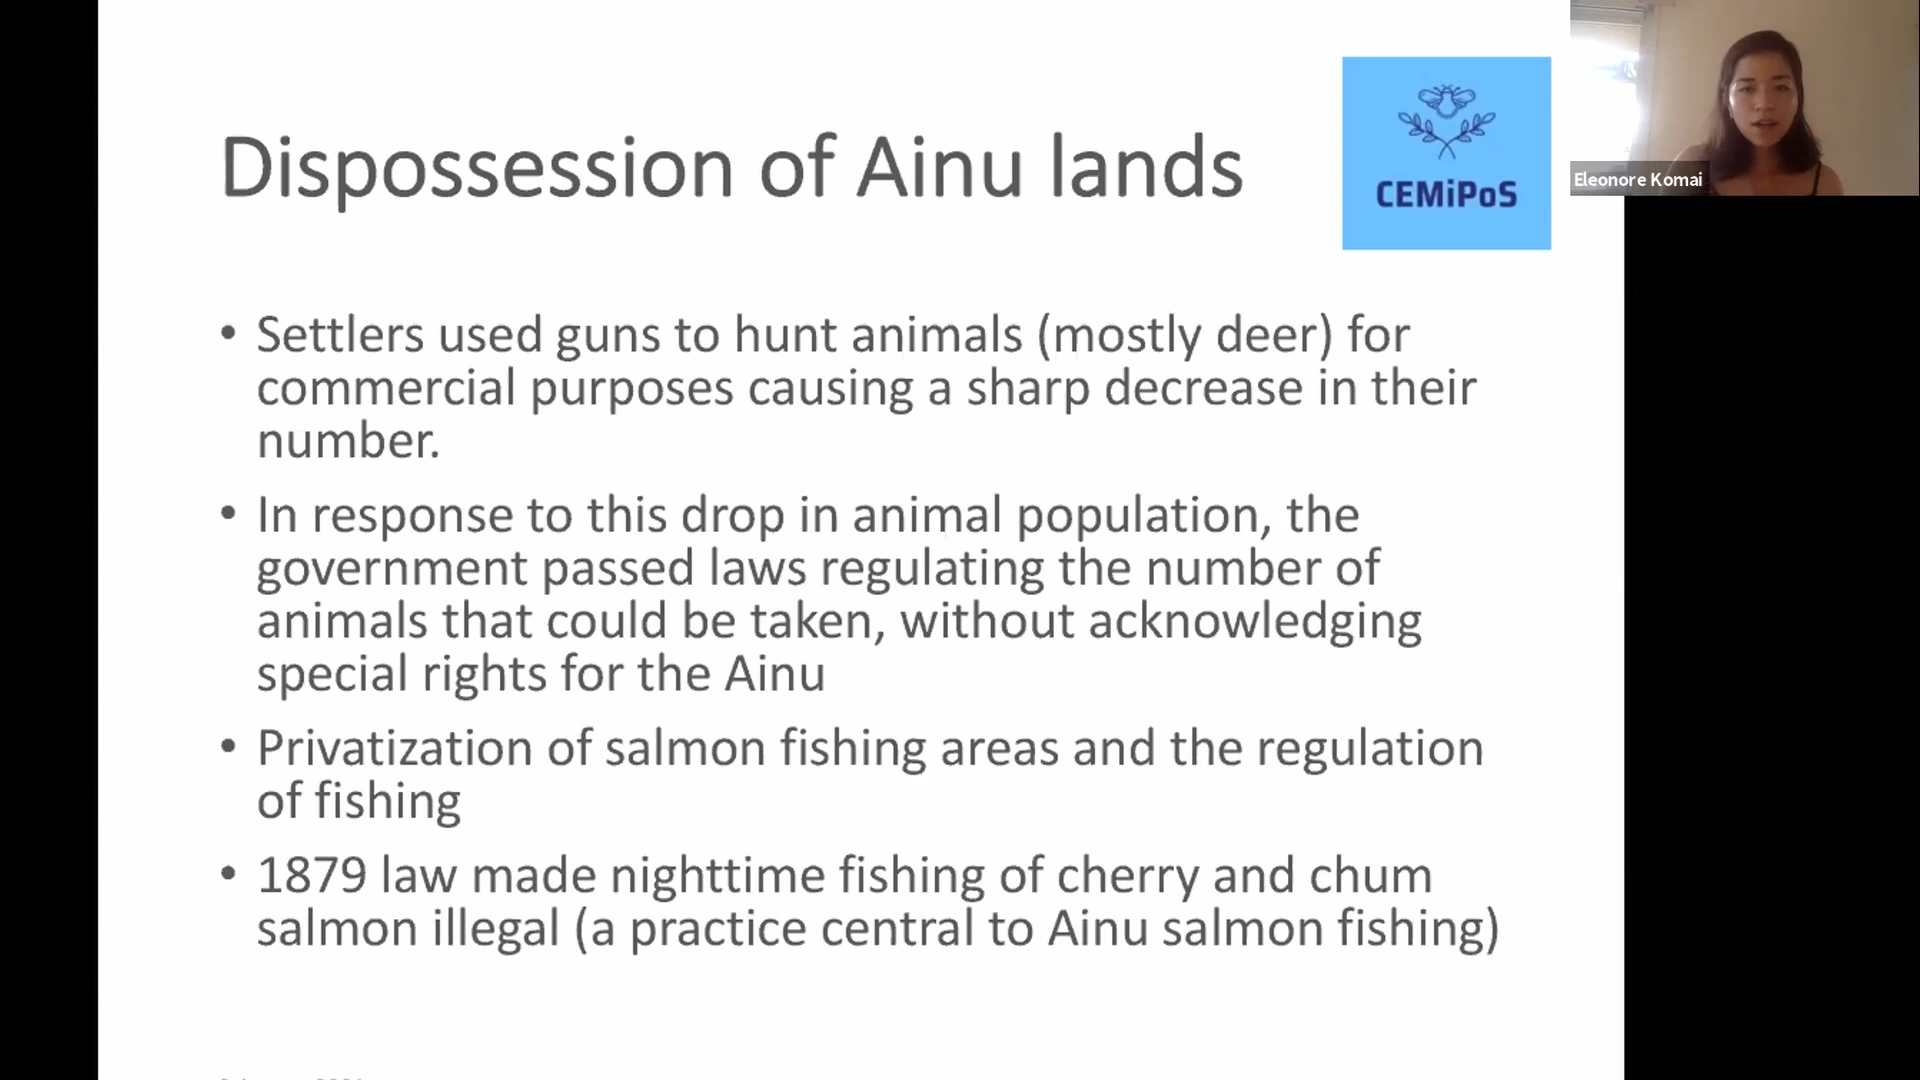 Dispossession of Ainu lands
CEMiPoS
Eleonore Komai
• Settlers used guns to hunt animals (mostly deer) for
commercial purposes causing a sharp decrease in their
number.
• In response to this drop in animal population, the
government passed laws regulating the number of
animals that could be taken, without acknowledging
special rights for the Ainu
• Privatization of salmon fishing areas and the regulation
of fishing
• 1879 law made nighttime fishing of cherry and chum
salmon illegal (a practice central to Ainu salmon fishing)